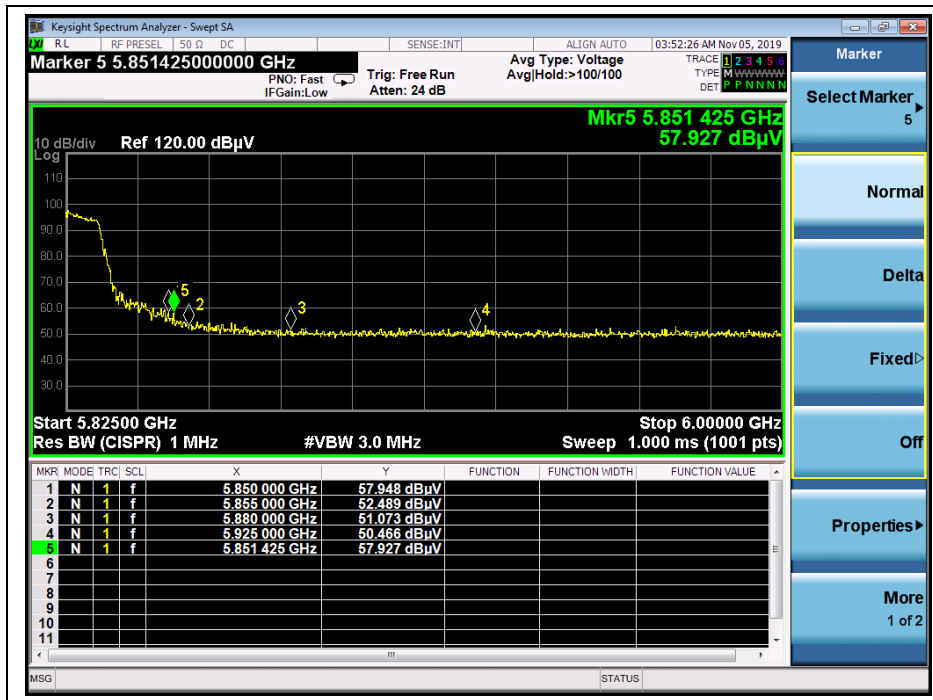 Keysight Spectrum Analyzer - Swept SA
LXI RL RF PRESEL 50 Ω DC SENSE:INT ALIGN AUTO 03:52:26 AM Nov 05, 2019
Marker 5 5.851425000000 GHz
PNO: Fast
IFGain:Low
Trig: Free Run
Atten: 24 dB
Avg Type: Voltage
Avg|Hold:>100/100
TRACE 1 2 3 4 5 6
TYPE M WWWWW
DET P P N N N N
Mkr5 5.851 425 GHz
57.927 dBµV
10 dB/div Ref 120.00 dBµV
Log
110
100
90.0
80.0
70.0
60.0
50.0
40.0
30.0
5
2
3
4
Start 5.82500 GHz Stop 6.00000 GHz
Res BW (CISPR) 1 MHz #VBW 3.0 MHz Sweep 1.000 ms (1001 pts)
MKR MODE TRC SCL X Y FUNCTION FUNCTION WIDTH FUNCTION VALUE
1 N 1 f 5.850 000 GHz 57.948 dBµV
2 N 1 f 5.855 000 GHz 52.489 dBµV
3 N 1 f 5.880 000 GHz 51.073 dBµV
4 N 1 f 5.925 000 GHz 50.466 dBµV
5 N 1 f 5.851 425 GHz 57.927 dBµV
6
7
8
9
10
11
MSG STATUS
Marker
Select Marker
5
Normal
Delta
Fixed
Off
Properties
More
1 of 2